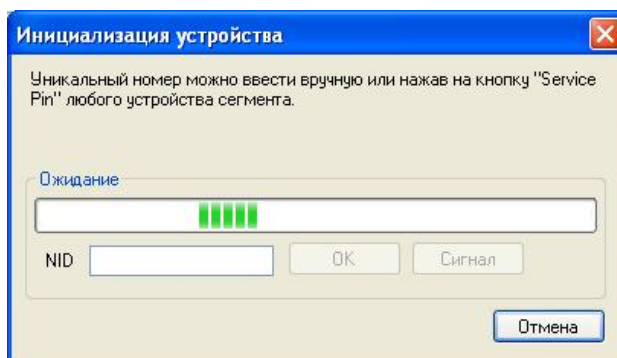 Инициализация устройства
Уникальный номер можно ввести вручную или нажав на кнопку "Service
Pin" любого устройства сегмента.
Ожидание
NID
OK
Сигнал
Отмена